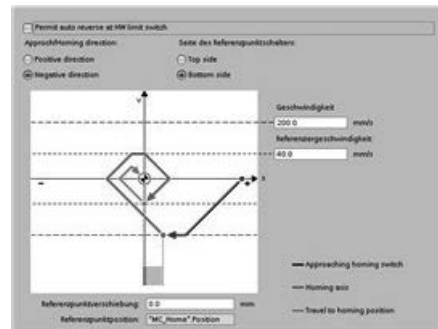 Permit auto reverse at HW limit switch
Approch/Homing direction:
Seite des Referenzpunktschalters:
Positive direction
Top side
Negative direction
Bottom side
v
x
Geschwindigkeit
200.0 mm/s
Referenziergeschwindigkeit:
40.0 mm/s
Approaching homing switch
Homing axis
Travel to homing position
Referenzpunktverschiebung: 0.0 mm
Referenzpunktposition: "MC_Home".Position